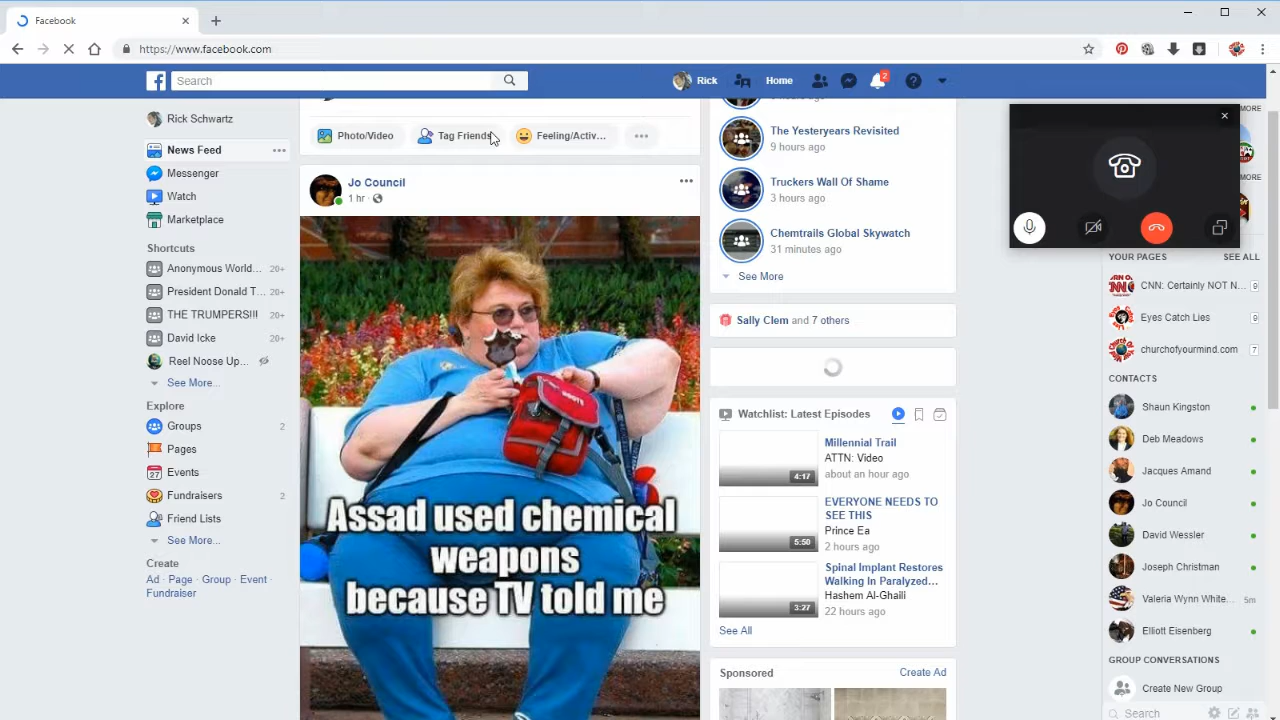 Facebook
https://www.facebook.com
Search
Rick
Home
2
Rick Schwartz
News Feed
Messenger
Watch
Marketplace
Shortcuts
Anonymous World... 20+
President Donald T... 20+
THE TRUMPERS!!! 20+
David Icke 20+
Reel Noose Up...
See More...
Explore
Groups 2
Pages
27 Events
Fundraisers 2
Friend Lists
See More...
Create
Ad · Page · Group · Event ·
Fundraiser
Photo/Video
Tag Friends
Feeling/Activ...
Jo Council
1 hr ·
Assad used chemical
weapons
because TV told me
9 hours ago
The Yesteryears Revisited
9 hours ago
Truckers Wall Of Shame
3 hours ago
Chemtrails Global Skywatch
31 minutes ago
See More
Sally Clem and 7 others
Watchlist: Latest Episodes
4:17
Millennial Trail
ATTN: Video
about an hour ago
5:50
EVERYONE NEEDS TO
SEE THIS
Prince Ea
2 hours ago
3:27
Spinal Implant Restores
Walking In Paralyzed...
Hashem Al-Ghaili
22 hours ago
See All
Sponsored
Create Ad
MORE
MORE
YOUR PAGES
SEE ALL
CNN: Certainly NOT N... 9
Eyes Catch Lies 9
churchofyourmind.com 7
CONTACTS
Shaun Kingston
Deb Meadows
Jacques Amand
Jo Council
David Wessler
Joseph Christman
Valeria Wynn White... 5m
Elliott Eisenberg
GROUP CONVERSATIONS
Create New Group
Search